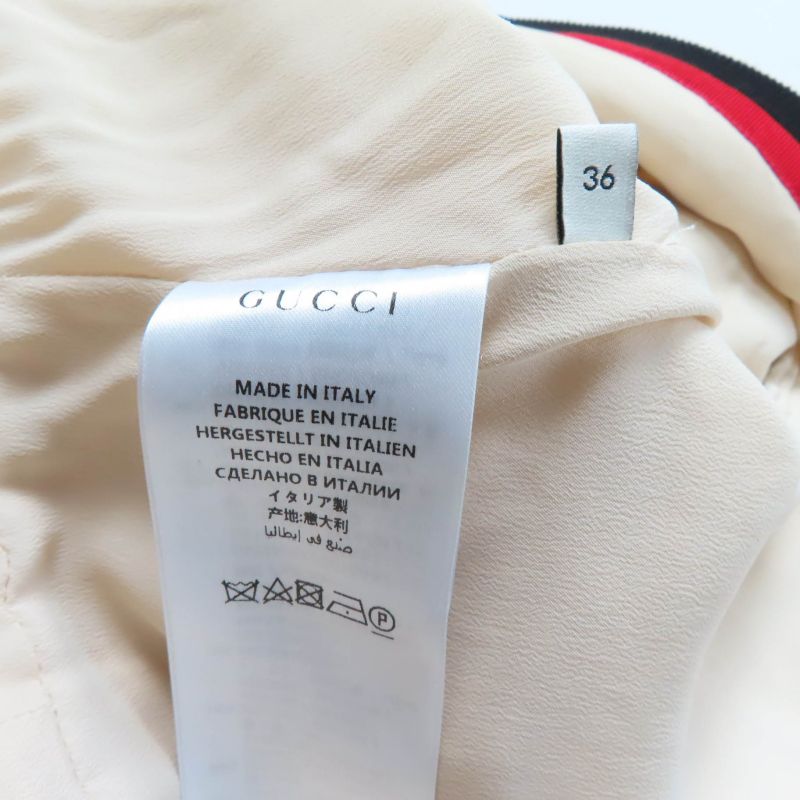 36
GUCCI
MADE IN ITALY
FABRIQUE EN ITALIE
HERGESTELLT IN ITALIEN
HECHO EN ITALIA
СДЕЛАНО В ИТАЛИИ
イタリア製
产地:意大利
صنع في إيطاليا
P